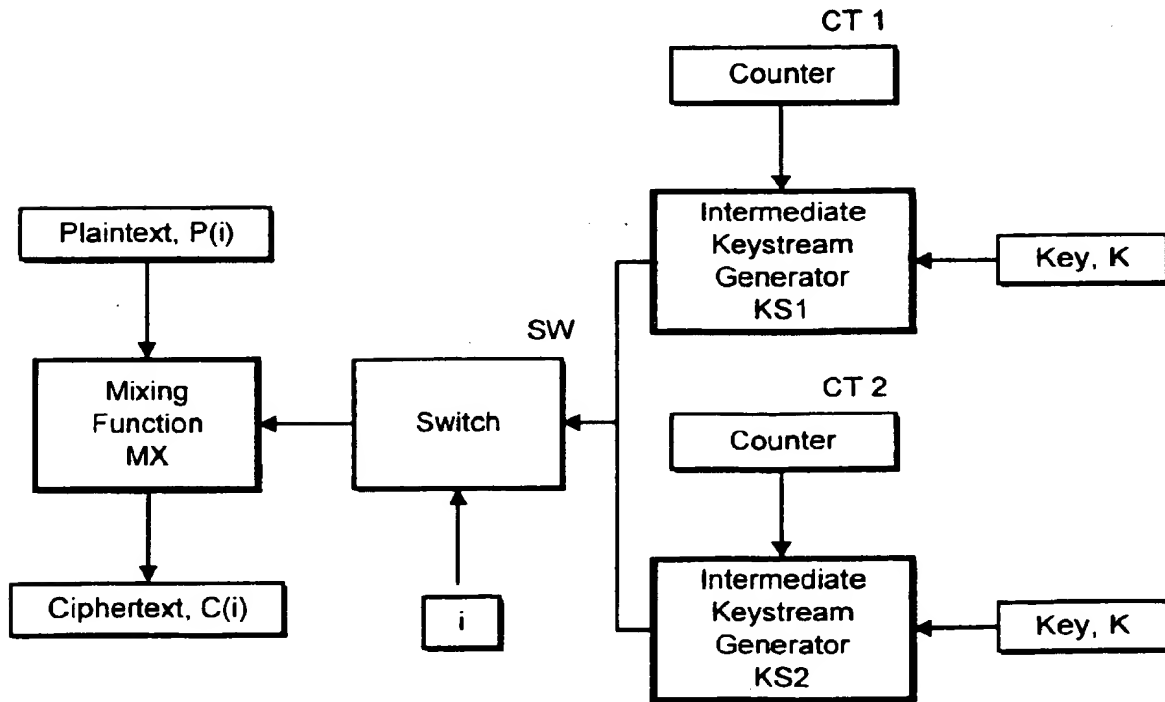 CT 1
Counter
Intermediate
Keystream
Generator
KS1
Key, K
Plaintext, P(i)
SW
Mixing
Function
MX
Switch
CT 2
Counter
Ciphertext, C(i)
i
Intermediate
Keystream
Generator
KS2
Key, K